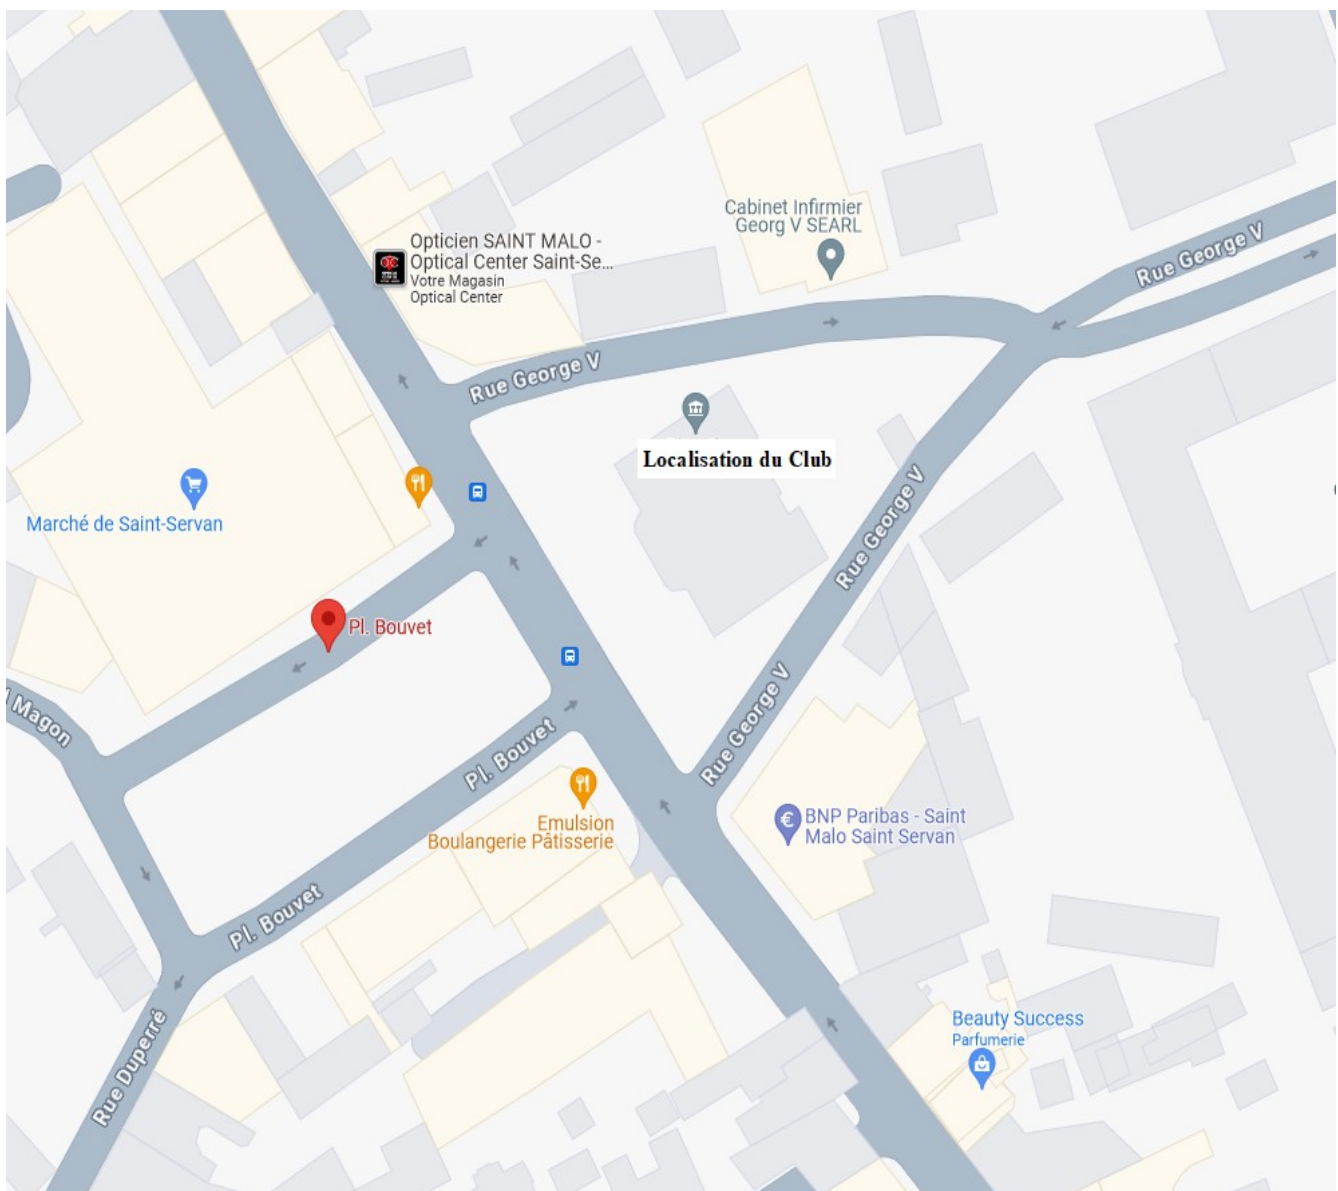 Cabinet Infirmier
Georg V SEARL
Opticien SAINT MALO -
Optical Center Saint-Se...
Votre Magasin
Optical Center
Rue George V
Rue George V
Localisation du Club
Marché de Saint-Servan
Rue George V
Pl. Bouvet
Magon
Rue George V
Pl. Bouvet
Emulsion
Boulangerie Pâtisserie
BNP Paribas - Saint
Malo Saint Servan
Pl. Bouvet
Beauty Success
Parfumerie
Rue Duperré